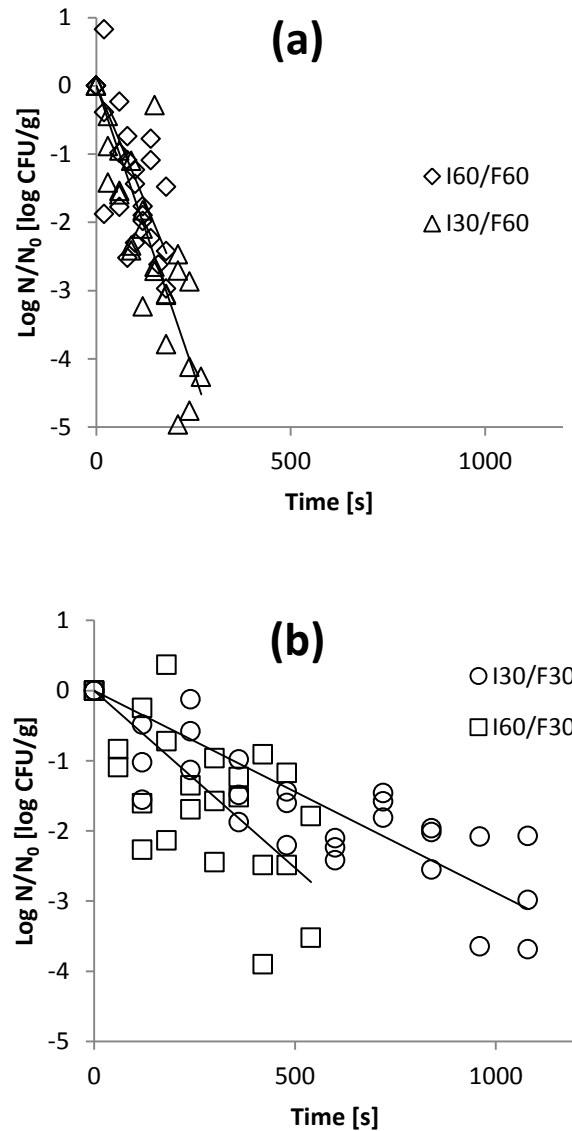 (a)
1
0
-1
-2
-3
-4
-5
Log N/N₀ [log CFU/g]
I60/F60
I30/F60
0
500
1000
Time [s]
(b)
1
0
-1
-2
-3
-4
-5
Log N/N₀ [log CFU/g]
I30/F30
I60/F30
0
500
1000
Time [s]